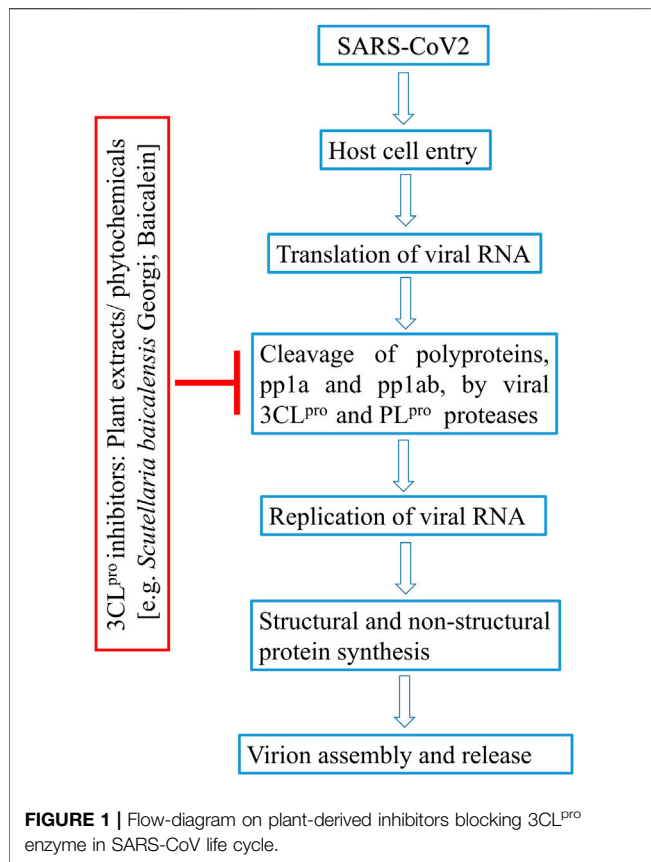 SARS-CoV2
Host cell entry
Translation of viral RNA
3CLpro inhibitors: Plant extracts/ phytochemicals
[e.g. Scutellaria baicalensis Georgi; Baicalein]
Cleavage of polyproteins,
pp1a and pp1ab, by viral
3CLpro and PLpro proteases
Replication of viral RNA
Structural and non-structural
protein synthesis
Virion assembly and release
FIGURE 1 | Flow-diagram on plant-derived inhibitors blocking 3CLpro
enzyme in SARS-CoV life cycle.